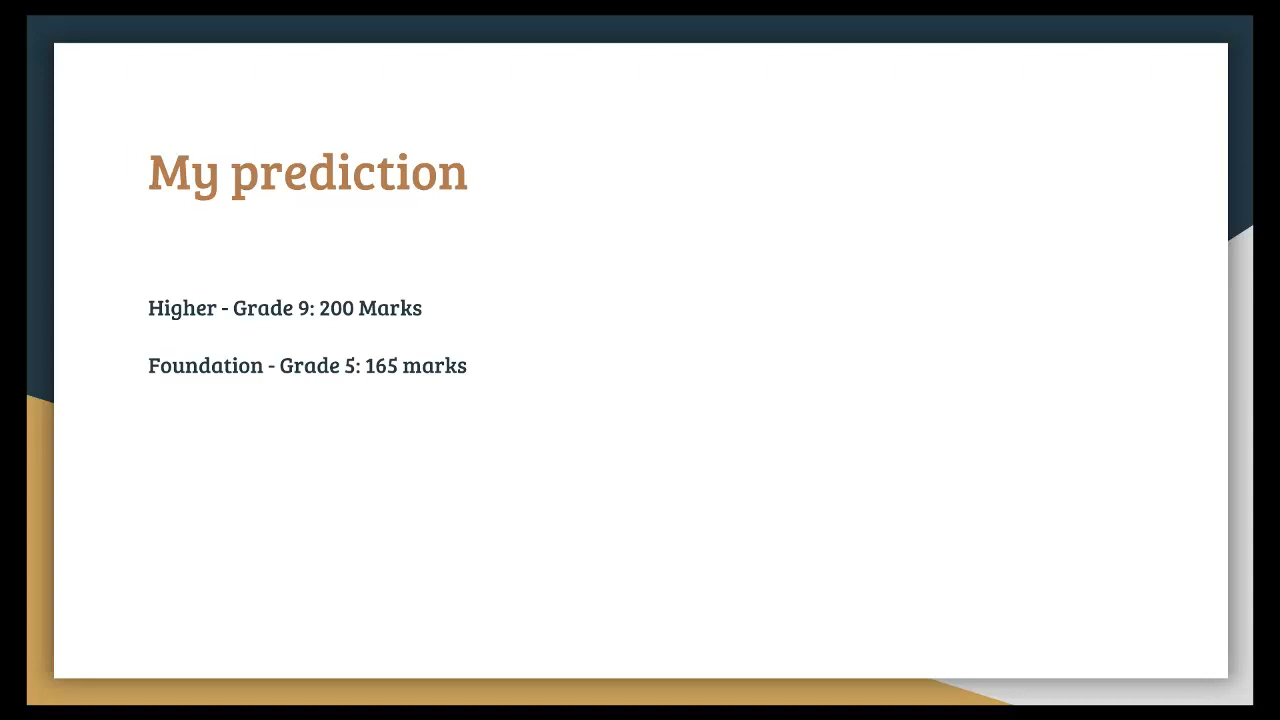 My prediction
Higher - Grade 9: 200 Marks
Foundation - Grade 5: 165 marks